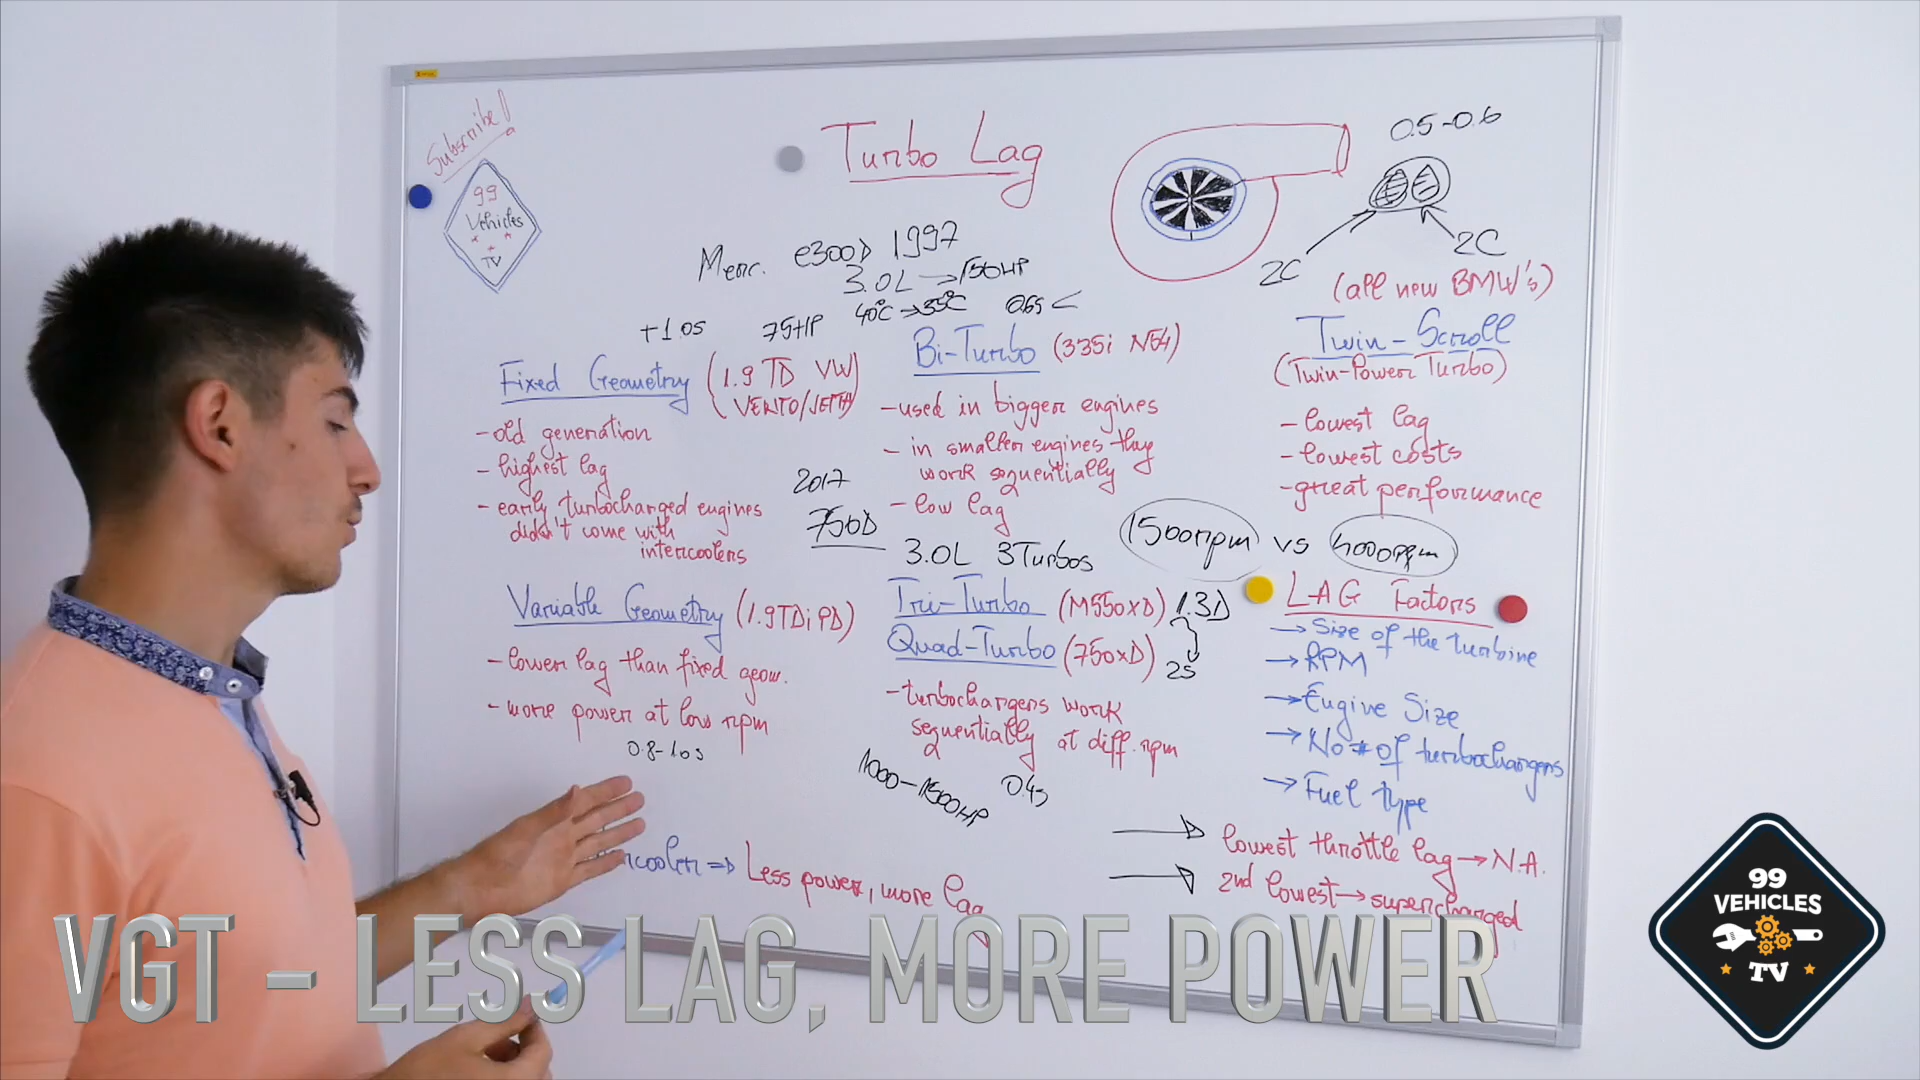 Subscribe!
99
Vehicles
TV
Turbo Lag
0.5-0.6
2C
2C
Merc. e300D 1997
3.0L → 150HP
40°C → 35°C
0.6s <
+1.0s
75HP
(all new BMW's)
Fixed Geometry (1.9 TD VW
VENTO/JETTA)
- old generation
- highest lag
- early turbocharged engines
didn't come with
intercoolers
Bi-Turbo (335i N54)
- used in bigger engines
- in smaller engines they
work sequentially
- low lag
Twin-Scroll
(Twin-Power Turbo)
- lowest lag
- lowest costs
- great performance
2017
750D
3.0L 3Turbos
1500rpm vs 4000rpm
Variable Geometry (1.9TDi PD)
- lower lag than fixed geom.
- more power at low rpm
0.8-1.0s
Tri-Turbo (M550xD) 1.3D
Quad-Turbo (750xD)
2s
- turbochargers work
sequentially at diff. rpm
1000-1500HP
0.4s
LAG Factors
→ Size of the turbine
→ RPM
→ Engine Size
→ No # of turbochargers
→ Fuel type
→ lowest throttle lag → N.A.
→ 2nd lowest → supercharged
⇒ Less power, more lag
VGT - LESS LAG, MORE POWER
99
VEHICLES
TV